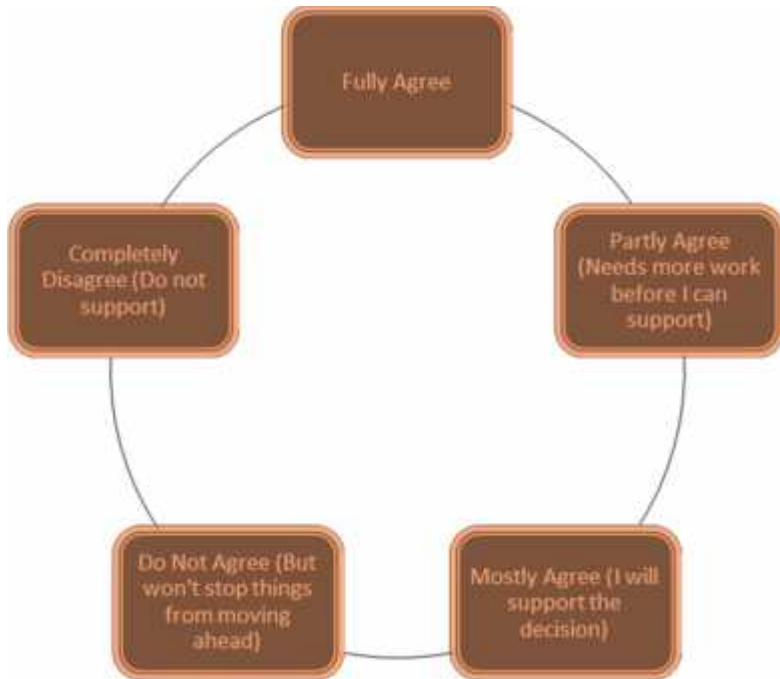 Fully Agree
Partly Agree
(Needs more work
before I can
support)
Mostly Agree (I will
support the
decision)
Do Not Agree (But
won't stop things
from moving
ahead)
Completely
Disagree (Do not
support)